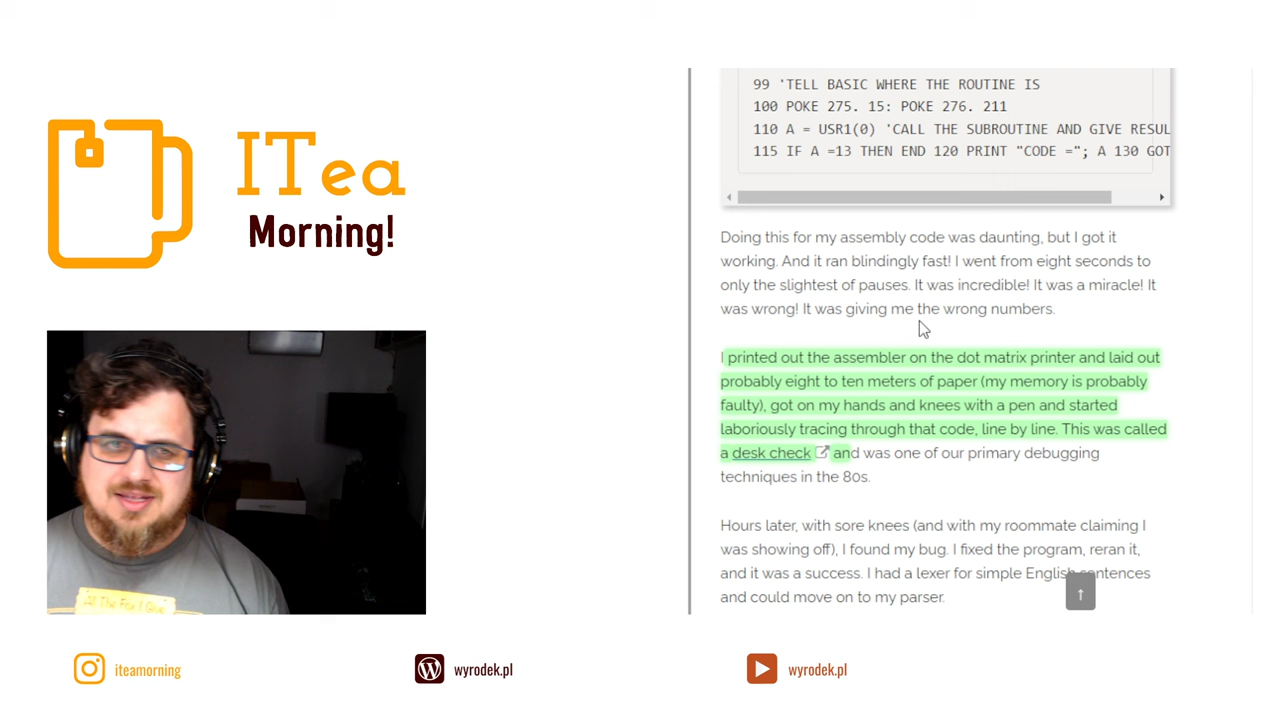 ITea
Morning!
99 'TELL BASIC WHERE THE ROUTINE IS
100 POKE 275. 15: POKE 276. 211
110 A = USR1(0) 'CALL THE SUBROUTINE AND GIVE RESUL
115 IF A =13 THEN END 120 PRINT "CODE ="; A 130 GOT
Doing this for my assembly code was daunting, but I got it
working. And it ran blindingly fast! I went from eight seconds to
only the slightest of pauses. It was incredible! It was a miracle! It
was wrong! It was giving me the wrong numbers.
I printed out the assembler on the dot matrix printer and laid out
probably eight to ten meters of paper (my memory is probably
faulty), got on my hands and knees with a pen and started
laboriously tracing through that code, line by line. This was called
a desk check and was one of our primary debugging
techniques in the 80s.
Hours later, with sore knees (and with my roommate claiming I
was showing off), I found my bug. I fixed the program, reran it,
and it was a success. I had a lexer for simple English sentences
and could move on to my parser.
All The Fox I Give
iteamorning
wyrodek.pl
wyrodek.pl